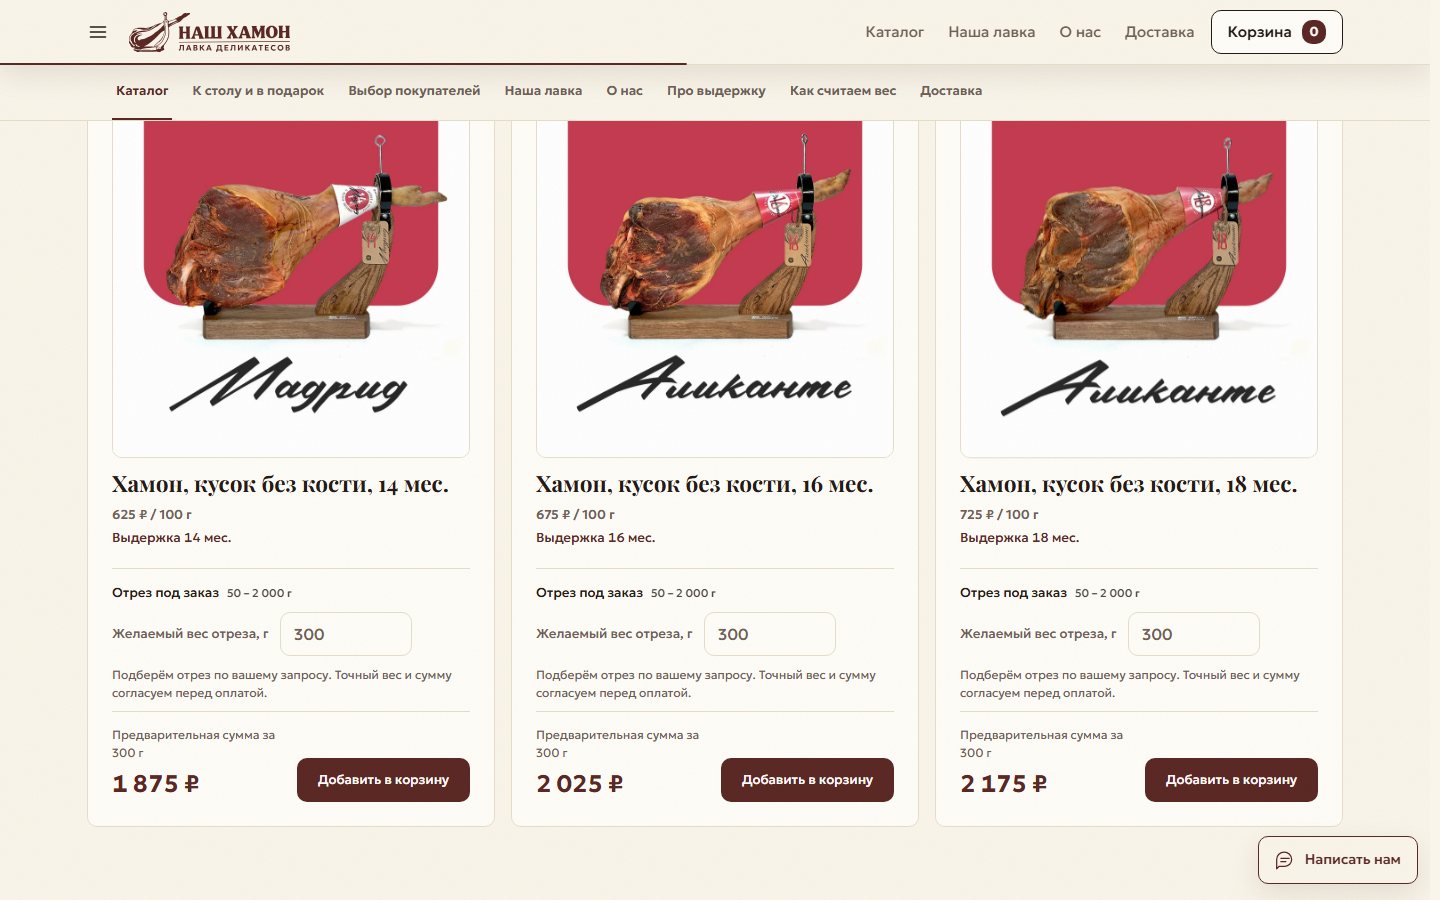 НАШ ХАМОН
ЛАВКА ДЕЛИКАТЕСОВ
Каталог
Наша лавка
О нас
Доставка
Корзина 0
Каталог
К столу и в подарок
Выбор покупателей
Наша лавка
О нас
Про выдержку
Как считаем вес
Доставка
Мадрид
Аликанте
Аликанте
Хамон, кусок без кости, 14 мес.
625 ₽ / 100 г
Выдержка 14 мес.
Отрез под заказ 50 – 2 000 г
Желаемый вес отреза, г 300
Подберём отрез по вашему запросу. Точный вес и сумму
согласуем перед оплатой.
Предварительная сумма за
300 г
1 875 ₽
Добавить в корзину
Хамон, кусок без кости, 16 мес.
675 ₽ / 100 г
Выдержка 16 мес.
Отрез под заказ 50 – 2 000 г
Желаемый вес отреза, г 300
Подберём отрез по вашему запросу. Точный вес и сумму
согласуем перед оплатой.
Предварительная сумма за
300 г
2 025 ₽
Добавить в корзину
Хамон, кусок без кости, 18 мес.
725 ₽ / 100 г
Выдержка 18 мес.
Отрез под заказ 50 – 2 000 г
Желаемый вес отреза, г 300
Подберём отрез по вашему запросу. Точный вес и сумму
согласуем перед оплатой.
Предварительная сумма за
300 г
2 175 ₽
Добавить в корзину
Написать нам